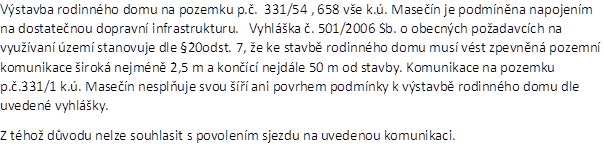 Výstavba rodinného domu na pozemku p.č.  331/54 , 658 vše k.ú. Masečín je podmíněna napojením
na dostatečnou dopravní infrastrukturu.   Vyhláška č. 501/2006 Sb. o obecných požadavcích na
využívaní území stanovuje dle §20odst. 7, že ke stavbě rodinného domu musí vést zpevněná pozemní
komunikace široká nejméně 2,5 m a končící nejdále 50 m od stavby. Komunikace na pozemku
p.č.331/1 k.ú. Masečín nesplňuje svou šíří ani povrhem podmínky k výstavbě rodinného domu dle
uvedené vyhlášky.
Z téhož důvodu nelze souhlasit s povolením sjezdu na uvedenou komunikaci.